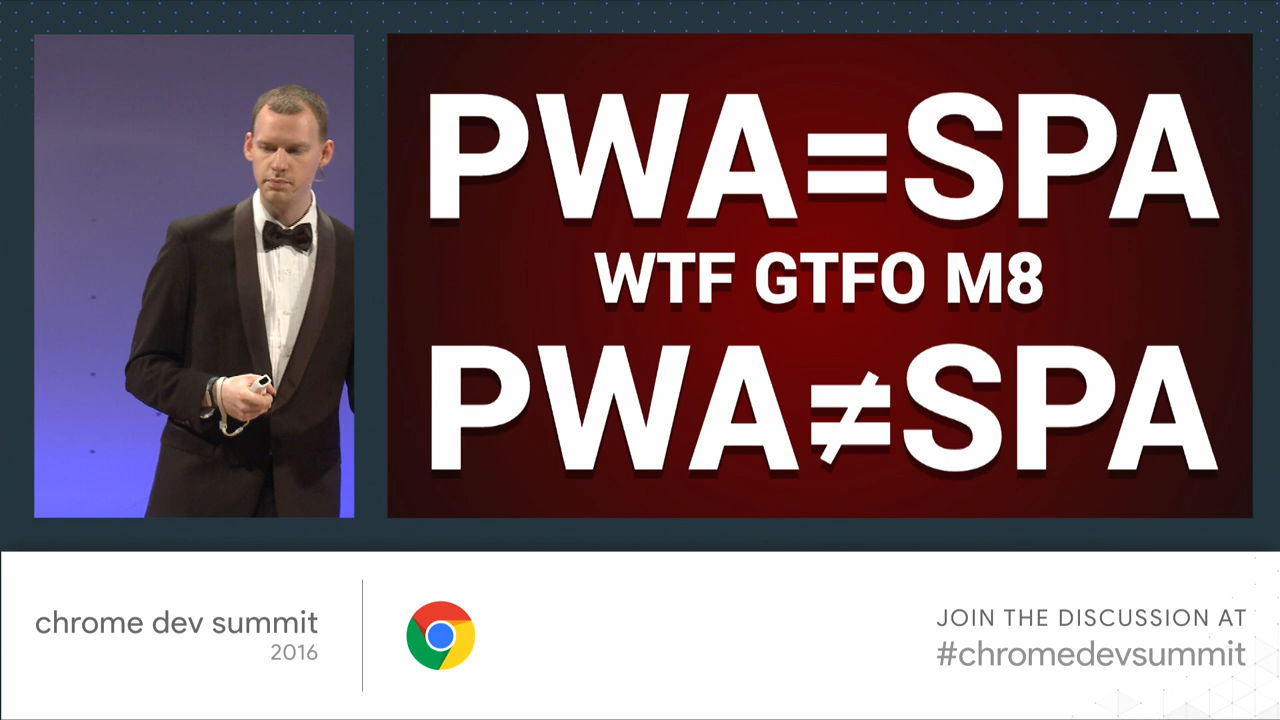 PWA=SPA
WTF GTFO M8
PWA≠SPA
chrome dev summit
2016
JOIN THE DISCUSSION AT
#chromedevsummit